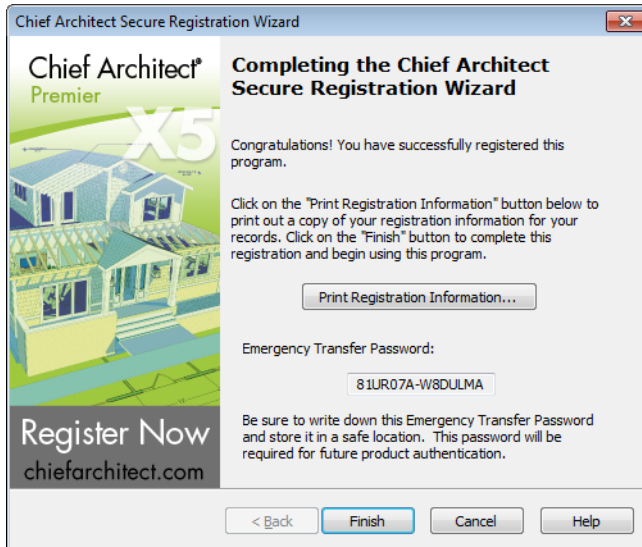 Chief Architect Secure Registration Wizard
Chief Architect®
Premier
X5
Register Now
chiefarchitect.com
Completing the Chief Architect
Secure Registration Wizard
Congratulations! You have successfully registered this
program.
Click on the "Print Registration Information" button below to
print out a copy of your registration information for your
records. Click on the "Finish" button to complete this
registration and begin using this program.
Print Registration Information...
Emergency Transfer Password:
81UR07A-W8DULMA
Be sure to write down this Emergency Transfer Password
and store it in a safe location. This password will be
required for future product authentication.
< Back
Finish
Cancel
Help